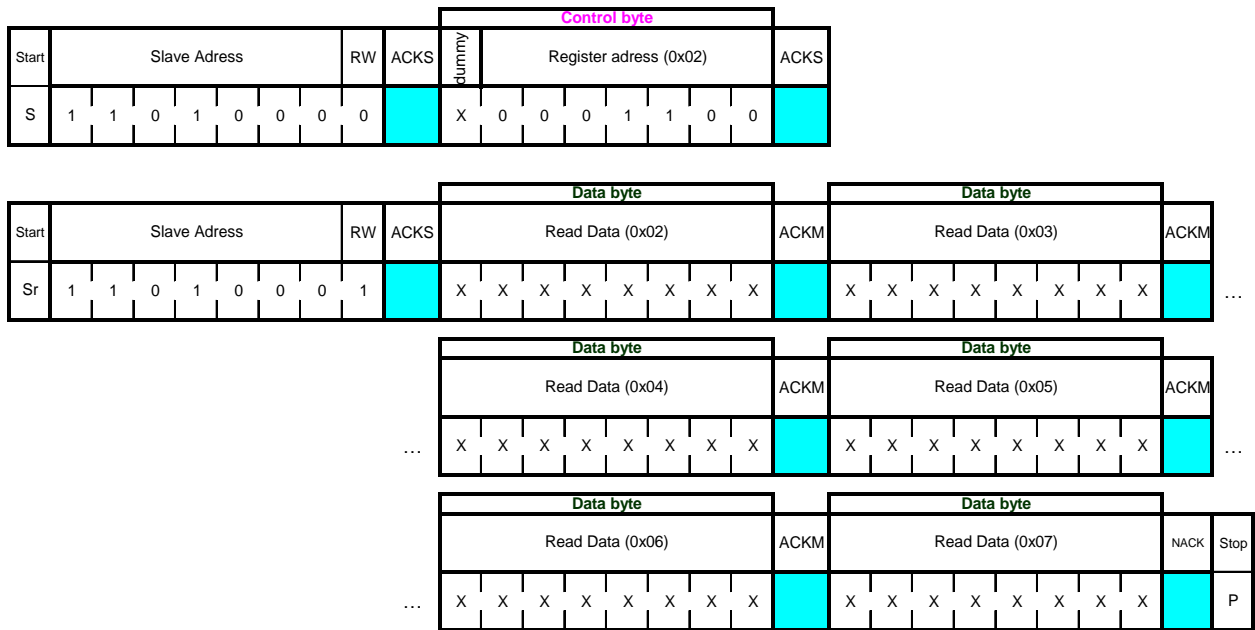 Control byte
Start Slave Adress RW ACKS dummy Register adress (0x02) ACKS
S 1 1 0 1 0 0 0 0 X 0 0 0 1 1 0 0
Data byte Data byte
Start Slave Adress RW ACKS Read Data (0x02) ACKM Read Data (0x03) ACKM
Sr 1 1 0 1 0 0 0 1 X X X X X X X X X X X X X X X X …
Data byte Data byte
Read Data (0x04) ACKM Read Data (0x05) ACKM
… X X X X X X X X X X X X X X X X …
Data byte Data byte
Read Data (0x06) ACKM Read Data (0x07) NACK Stop
… X X X X X X X X X X X X X X X X P